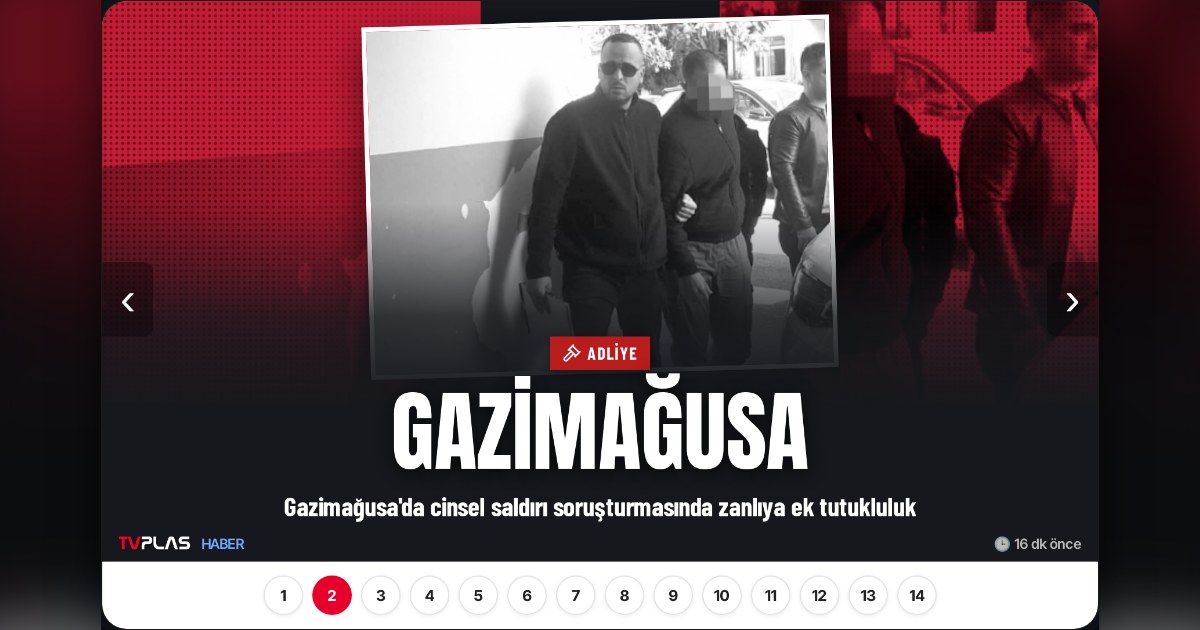 ADLİYE
GAZİMAĞUSA
Gazimağusa'da cinsel saldırı soruşturmasında zanlıya ek tutukluluk
TVPLAS HABER
16 dk önce
1 2 3 4 5 6 7 8 9 10 11 12 13 14